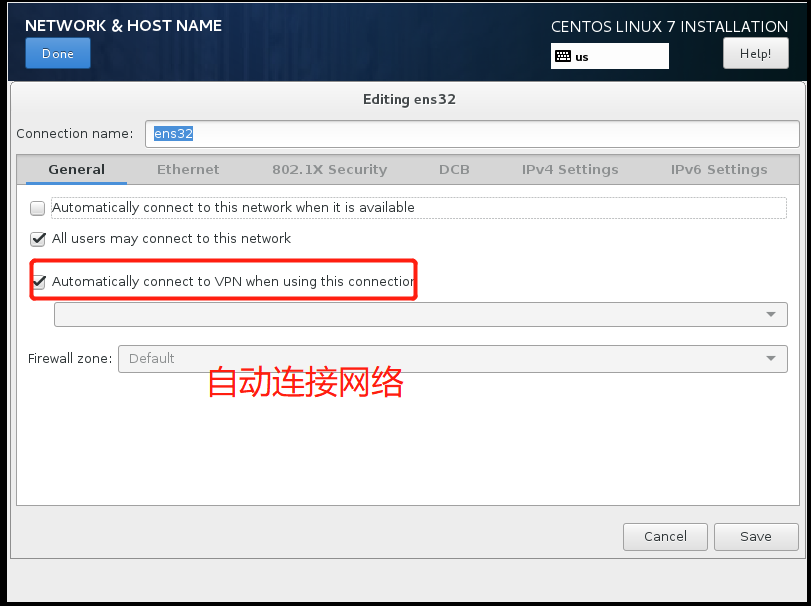 NETWORK & HOST NAME
CENTOS LINUX 7 INSTALLATION
Done
us
Help!
Editing ens32
Connection name: ens32
General Ethernet 802.1X Security DCB IPv4 Settings IPv6 Settings
Automatically connect to this network when it is available
All users may connect to this network
Automatically connect to VPN when using this connection
Firewall zone: Default
自动连接网络
Cancel Save